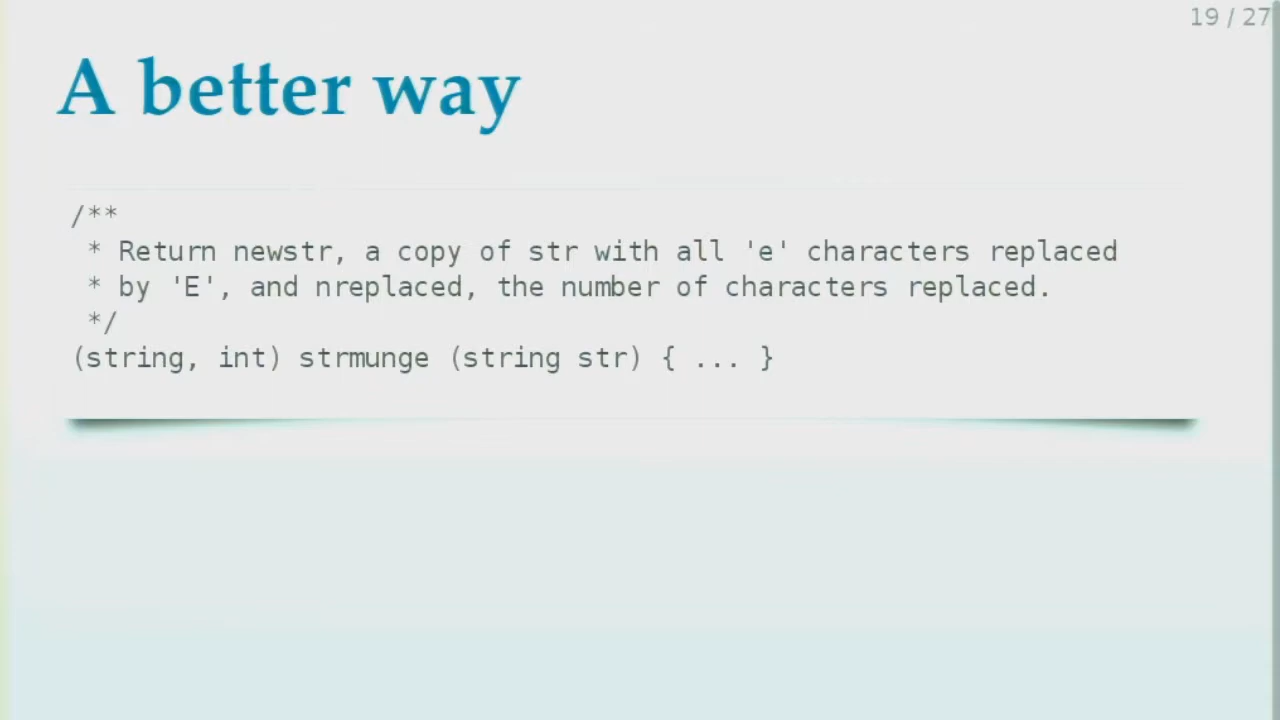 19 / 27
A better way
/**
 * Return newstr, a copy of str with all 'e' characters replaced
 * by 'E', and nreplaced, the number of characters replaced.
 */
(string, int) strmunge (string str) { ... }